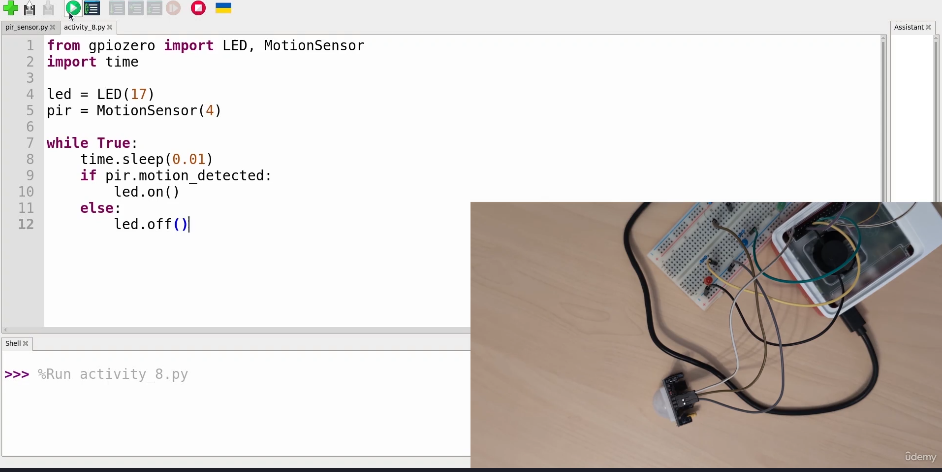 pir_sensor.py
activity_8.py
Assistant
1 from gpiozero import LED, MotionSensor
2 import time
3
4 led = LED(17)
5 pir = MotionSensor(4)
6
7 while True:
8     time.sleep(0.01)
9     if pir.motion_detected:
10         led.on()
11     else:
12         led.off()
Shell
>>> %Run activity 8.py
ûdemy